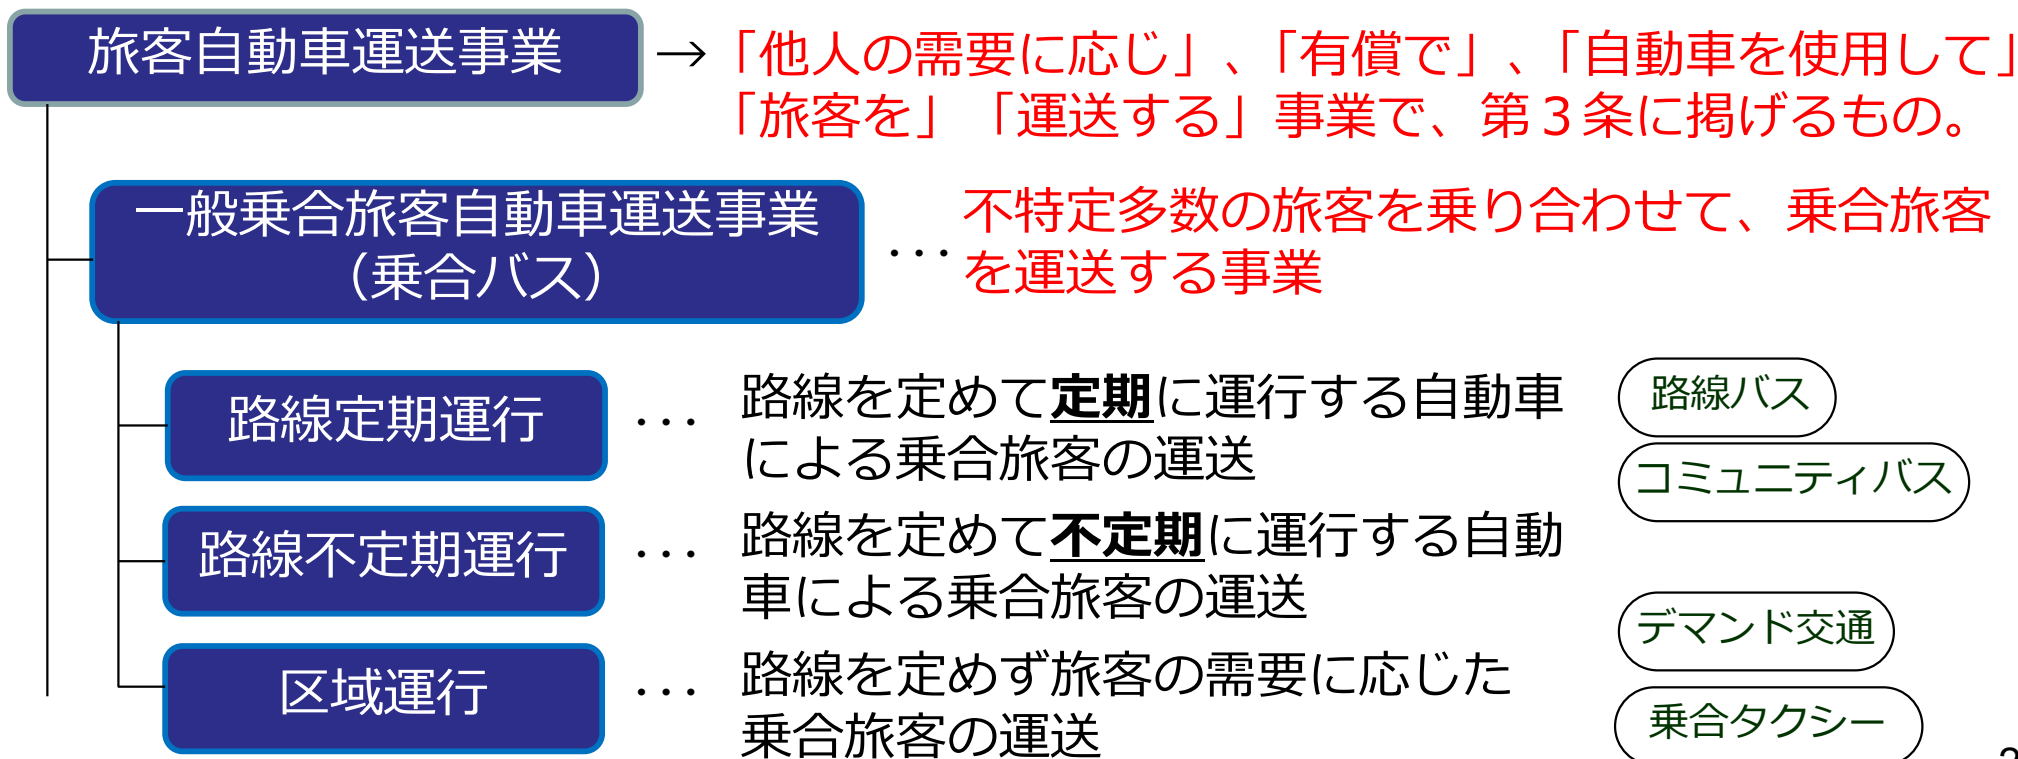 旅客自動車運送事業
→「他人の需要に応じ」、「有償で」、「自動車を使用して」
「旅客を」「運送する」事業で、第３条に掲げるもの。
一般乗合旅客自動車運送事業
（乗合バス）
･･･不特定多数の旅客を乗り合わせて、乗合旅客
を運送する事業
路線定期運行
･･･
路線を定めて定期に運行する自動車
による乗合旅客の運送
路線バス
コミュニティバス
路線不定期運行
･･･
路線を定めて不定期に運行する自動
車による乗合旅客の運送
デマンド交通
区域運行
･･･
路線を定めず旅客の需要に応じた
乗合旅客の運送
乗合タクシー